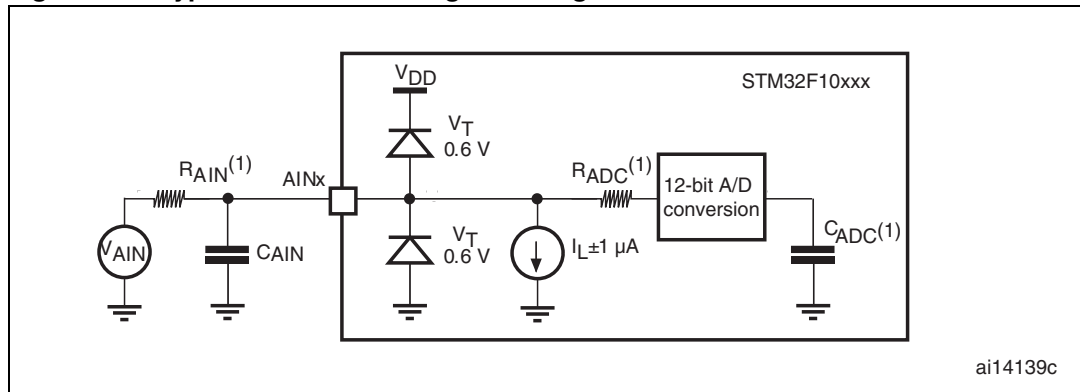 VDD
STM32F10xxx
VT
0.6 V
RAIN(1)
AINx
RADC(1)
12-bit A/D
conversion
VAIN
CAIN
VT
0.6 V
IL±1 µA
CADC(1)
ai14139c